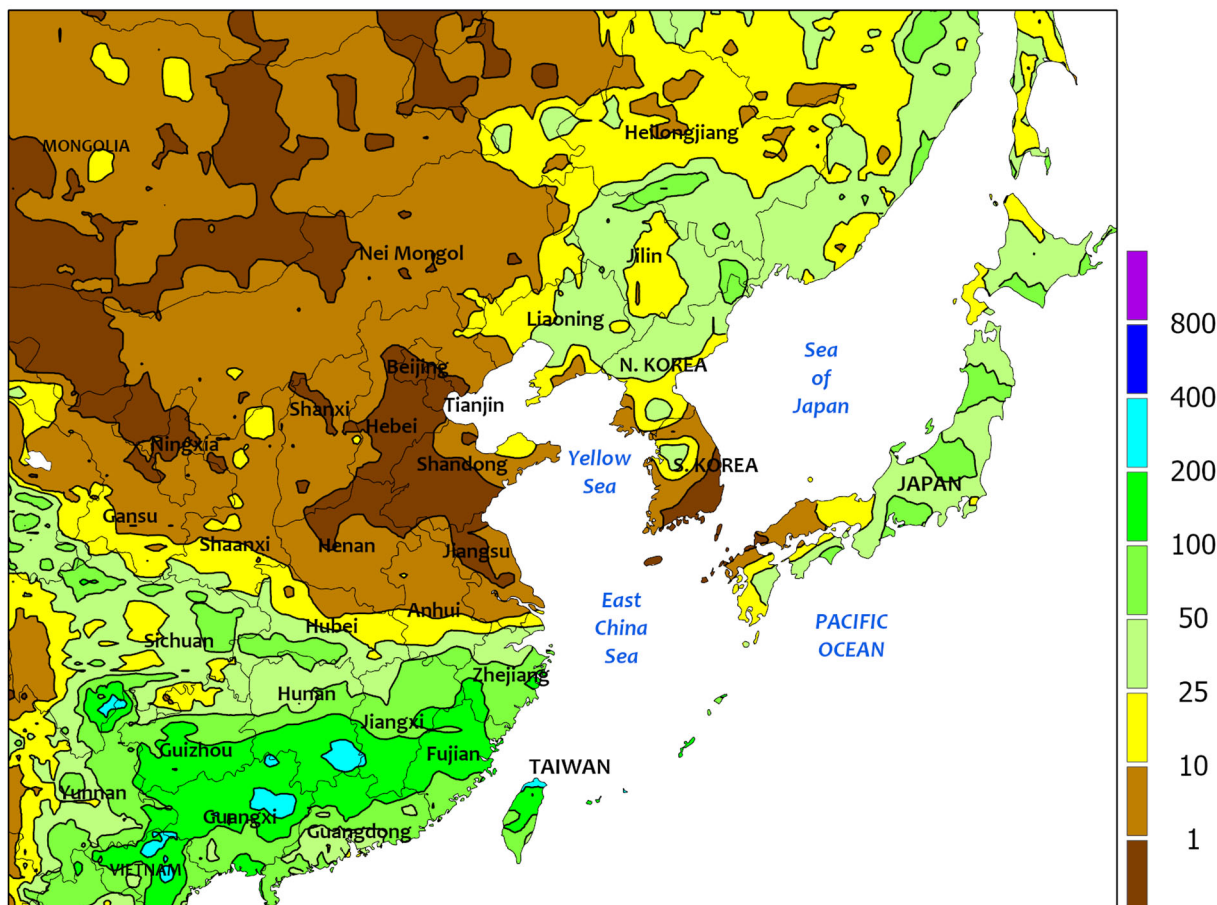 MONGOLIA
Heilongjiang
Nei Mongol
Jilin
Liaoning
Beijing
N. KOREA
Sea
of
Japan
Shanxi
Tianjin
Hebei
Ningxia
Shandong
Yellow
Sea
S. KOREA
JAPAN
Gansu
Shaanxi
Henan
Jiangsu
Anhui
Hubei
East
China
Sea
PACIFIC
OCEAN
Sichuan
Zhejiang
Hunan
Jiangxi
Guizhou
Fujian
TAIWAN
Yunnan
Guangxi
Guangdong
VIETNAM
800
400
200
100
50
25
10
1